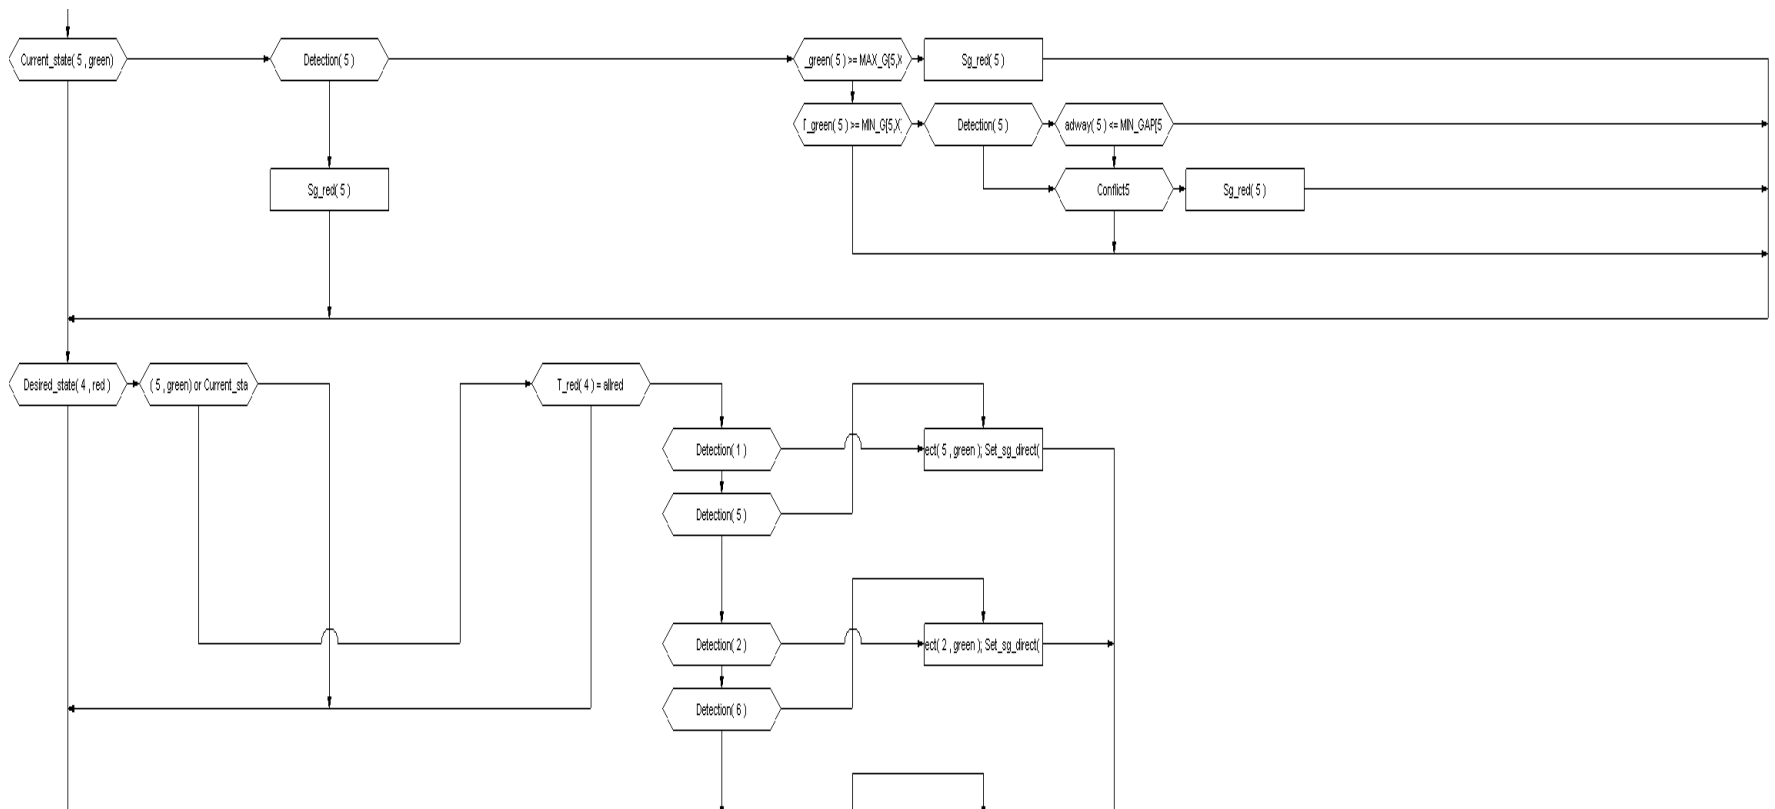 Current_state( 5 , green)
Detection( 5 )
_green( 5 ) >= MAX_G[5,X
Sg_red( 5 )
_green( 5 ) >= MIN_G[5,X]
Detection( 5 )
adway( 5 ) <= MIN_GAP[5
Sg_red( 5 )
Conflict5
Sg_red( 5 )
Desired_state( 4 , red )
( 5 , green) or Current_sta
T_red( 4 ) = allred
Detection( 1 )
ect( 5 , green ); Set_sg_direct(
Detection( 5 )
Detection( 2 )
ect( 2 , green ); Set_sg_direct(
Detection( 6 )